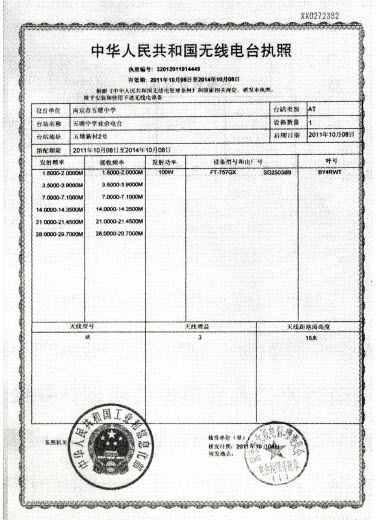 XX0272382
中华人民共和国无线电台执照
执照编号: 32012011914449
有效期: 2011年10月08日至2014年10月08日
根据《中华人民共和国无线电管理条例》和国家相关规定, 颁发本执照,
准予安装和使用下述无线电设备
设台单位 南京市五塘中学 台站类别 AT
台站名称 五塘中学业余电台 设备数量 1
台站地址 五塘新村2号 启用日期 2011年10月08日
指配期限 2011年10月08日至2014年10月08日
发射频率 接收频率 发射功率 设备型号和出厂号 呼号
1.8000-2.0000M 1.8000-2.0000M 100W FT-757GX SG250389 BY4RWT
3.5000-3.9000M 3.5000-3.9000M
7.0000-7.1000M 7.0000-7.1000M
14.0000-14.3500M 14.0000-14.3500M
21.0000-21.4500M 21.0000-21.4500M
28.0000-29.7000M 28.0000-29.7000M
天线型号 天线增益 天线距地面高度
3 15米
发照机关
中华人民共和国工业和信息化部
核发单位 (章):
核发日期: 2011年10月08日
核发地点: